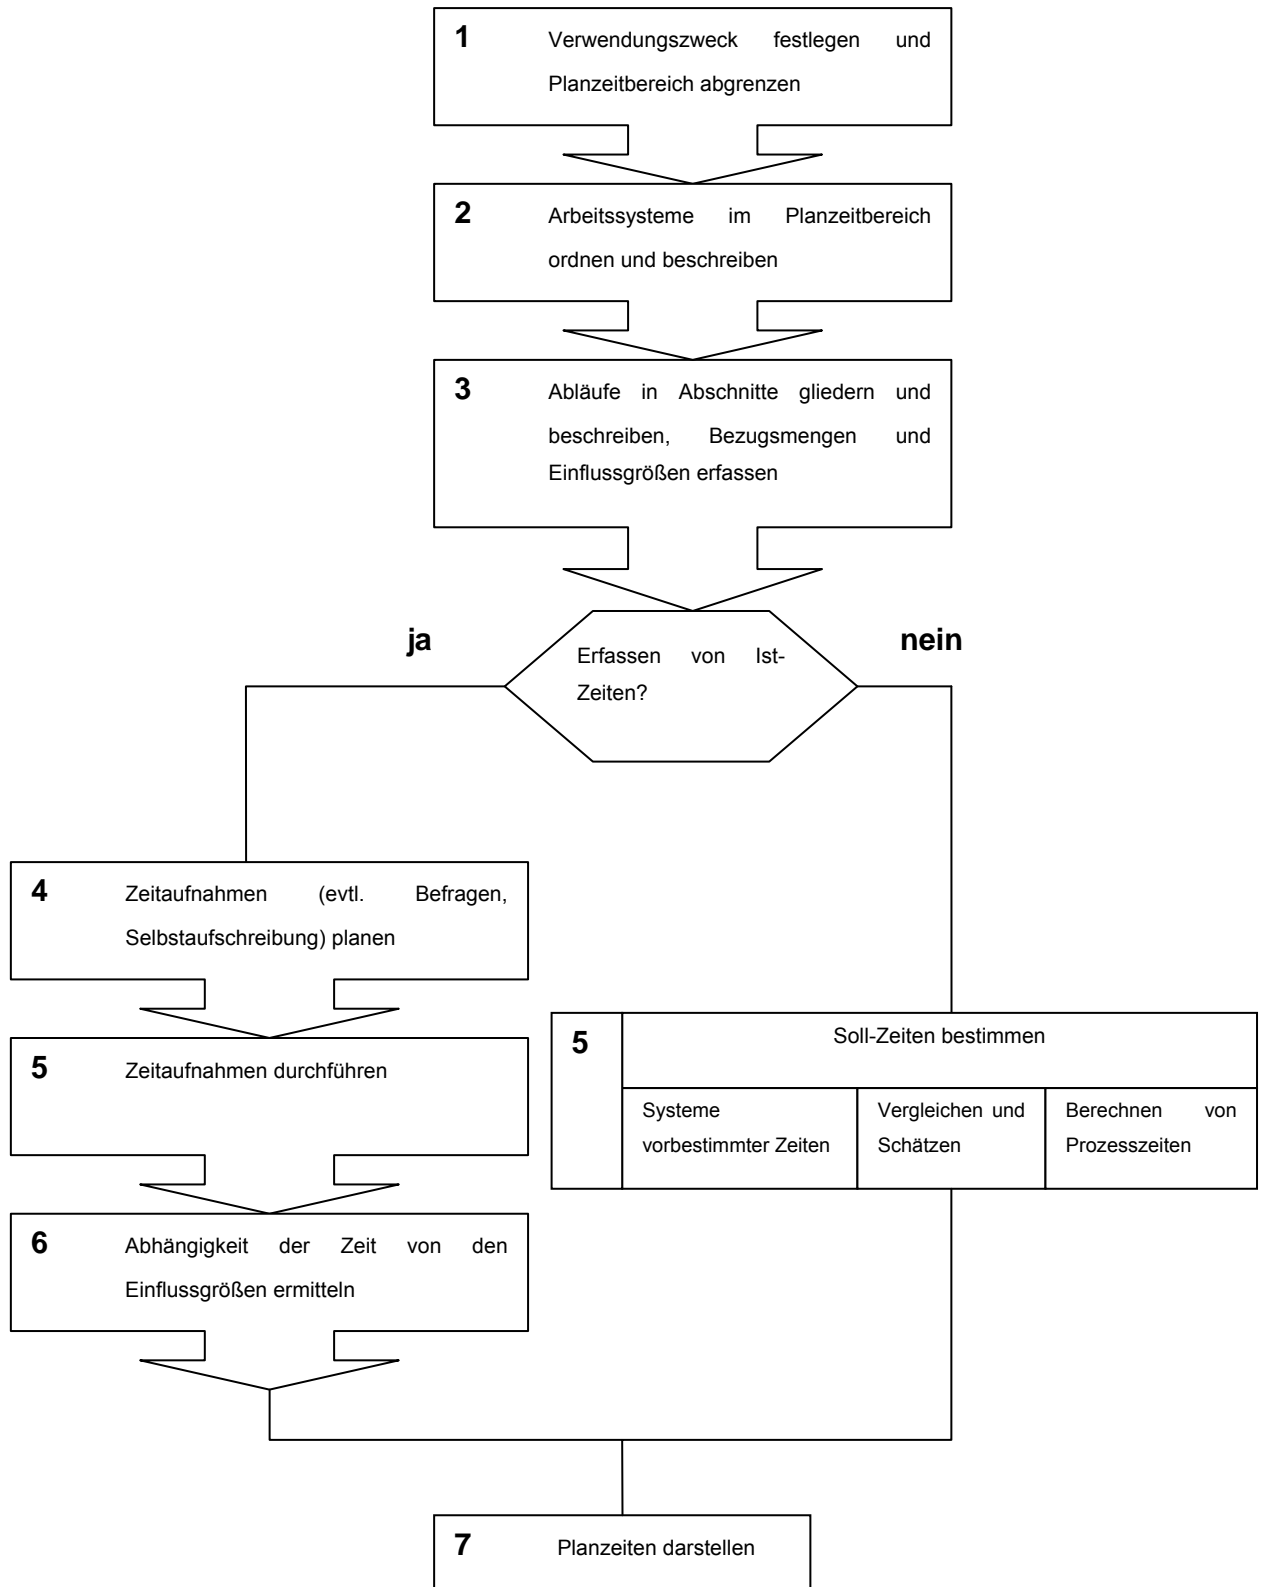 1 Verwendungszweck festlegen und
Planzeitbereich abgrenzen
2 Arbeitssysteme im Planzeitbereich
ordnen und beschreiben
3 Abläufe in Abschnitte gliedern und
beschreiben, Bezugsmengen und
Einflussgrößen erfassen
ja
nein
Erfassen von Ist-
Zeiten?
4 Zeitaufnahmen (evtl. Befragen,
Selbstaufschreibung) planen
5 Zeitaufnahmen durchführen
6 Abhängigkeit der Zeit von den
Einflussgrößen ermitteln
5 Soll-Zeiten bestimmen
Systeme
vorbestimmter Zeiten
Vergleichen und
Schätzen
Berechnen von
Prozesszeiten
7 Planzeiten darstellen